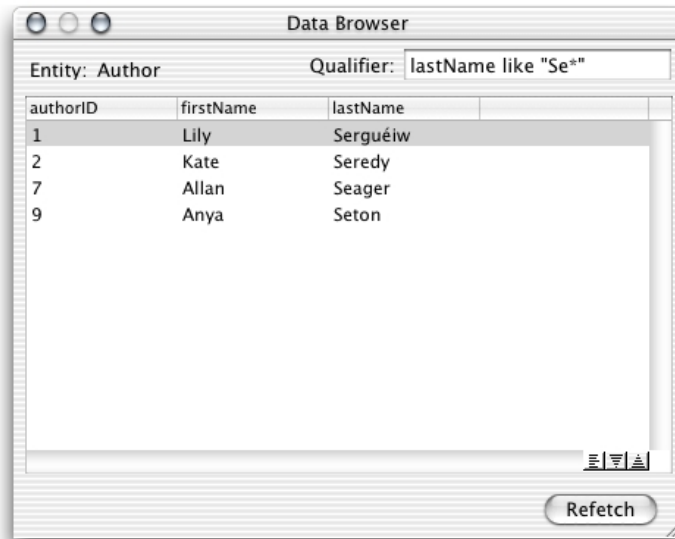 Data Browser
Entity: Author Qualifier: lastName like "Se*"
authorID firstName lastName
1 Lily Serguéiw
2 Kate Seredy
7 Allan Seager
9 Anya Seton
Refetch